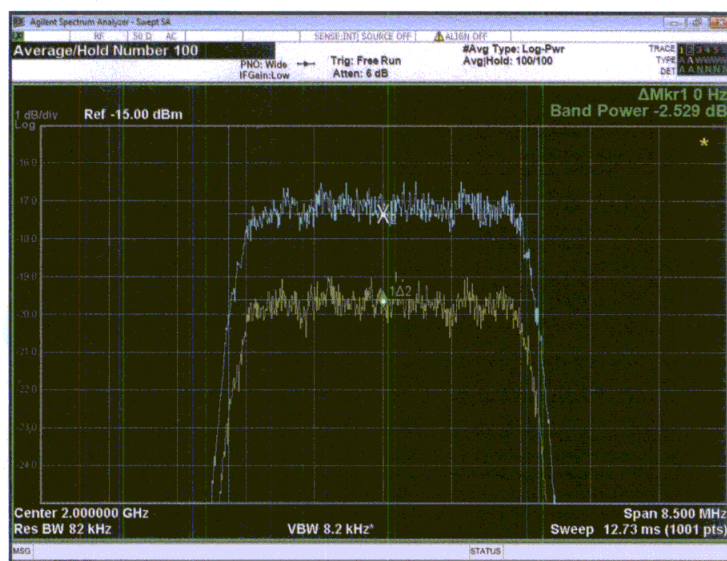 Agilent Spectrum Analyzer - Swept SA
RF 50 Ω AC SENSE:INT SOURCE OFF ALIGN OFF
Average/Hold Number 100 #Avg Type: Log-Pwr TRACE 1 2 3 4 5
PNO: Wide Trig: Free Run Avg|Hold: 100/100 TYPE
IFGain:Low Atten: 6 dB DET A A N N N N
ΔMkr1 0 Hz
1 dB/div Ref -15.00 dBm Band Power -2.529 dB
Log
-16.0
-17.0
-18.0
-19.0
1Δ2
-20.0
-21.0
-22.0
-23.0
-24.0
Center 2.000000 GHz Span 8.500 MHz
Res BW 82 kHz VBW 8.2 kHz* Sweep 12.73 ms (1001 pts)
MSG STATUS